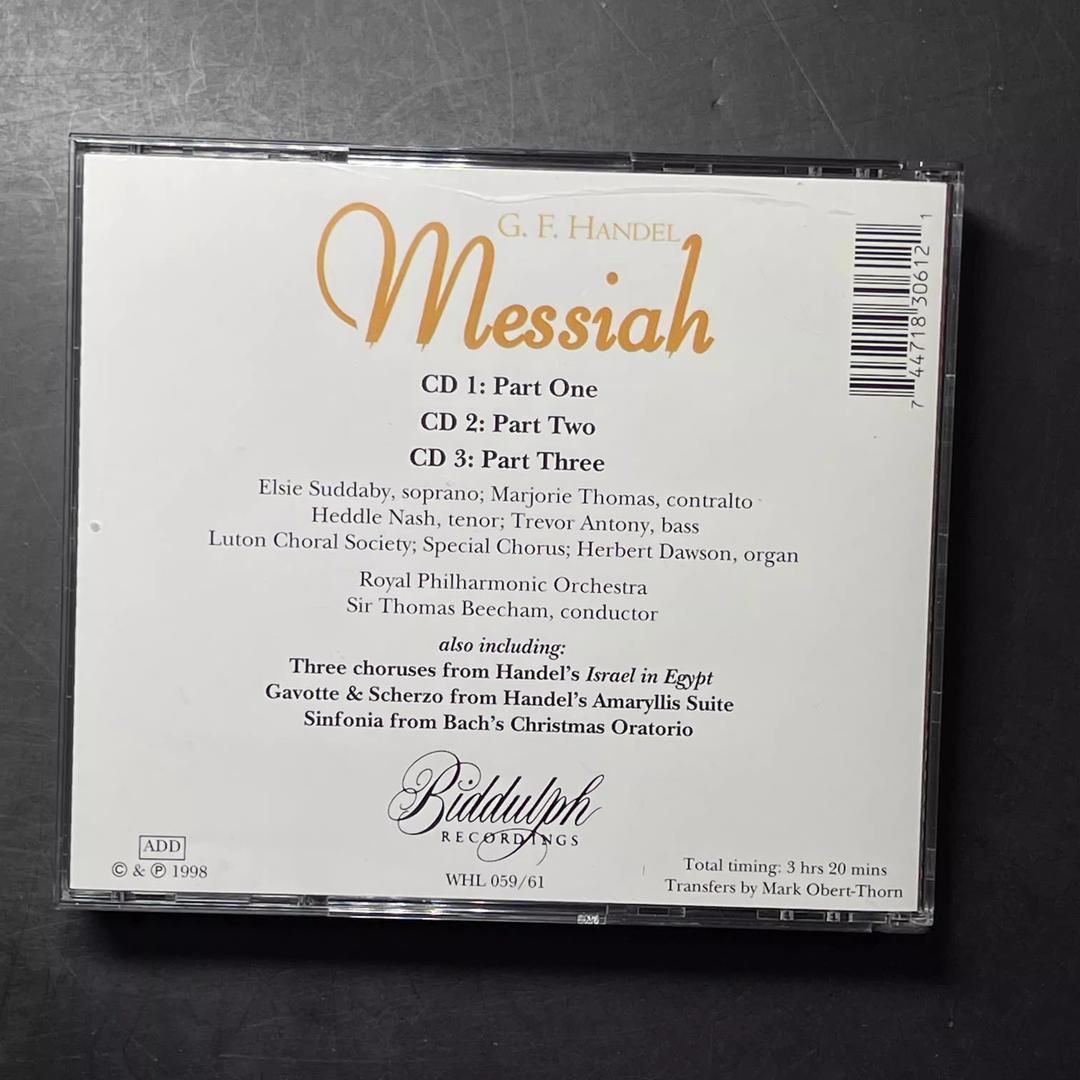 G. F. HANDEL
Messiah
CD 1: Part One
CD 2: Part Two
CD 3: Part Three
Elsie Suddaby, soprano; Marjorie Thomas, contralto
Heddle Nash, tenor; Trevor Antony, bass
Luton Choral Society; Special Chorus; Herbert Dawson, organ
Royal Philharmonic Orchestra
Sir Thomas Beecham, conductor
also including:
Three choruses from Handel's Israel in Egypt
Gavotte & Scherzo from Handel's Amaryllis Suite
Sinfonia from Bach's Christmas Oratorio
Biddulph
RECORDINGS
ADD
© & ℗ 1998
WHL 059/61
Total timing: 3 hrs 20 mins
Transfers by Mark Obert-Thorn
7 44718 30612 1